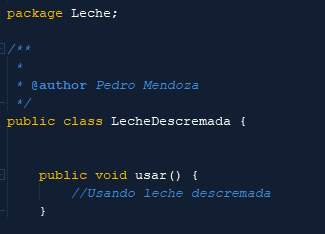 package Leche;
/**
 *
 * @author Pedro Mendoza
 */
public class LecheDescremada {
public void usar() {
//Usando leche descremada
}